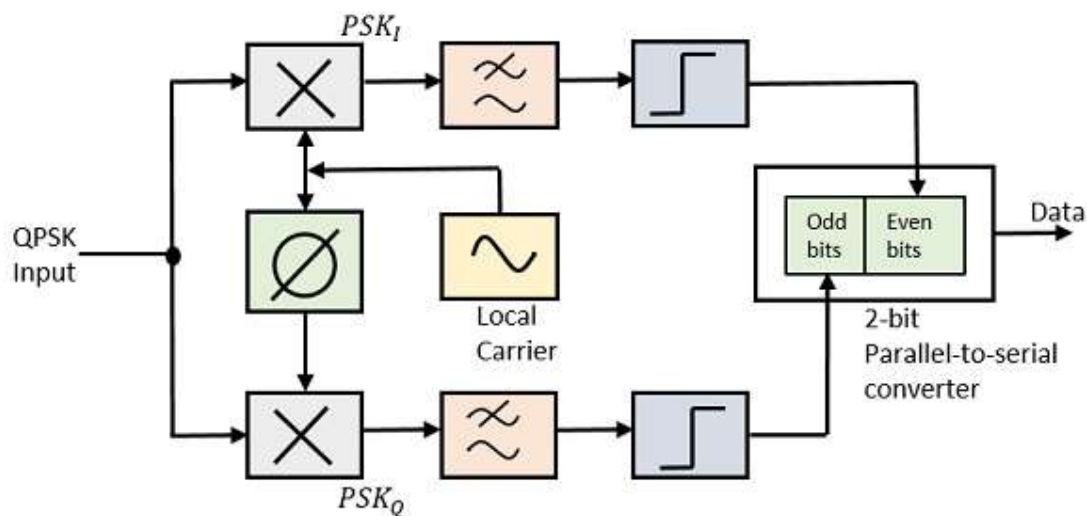 PSK_I
QPSK
Input
Local
Carrier
Odd
bits
Even
bits
Data
2-bit
Parallel-to-serial
converter
PSK_Q